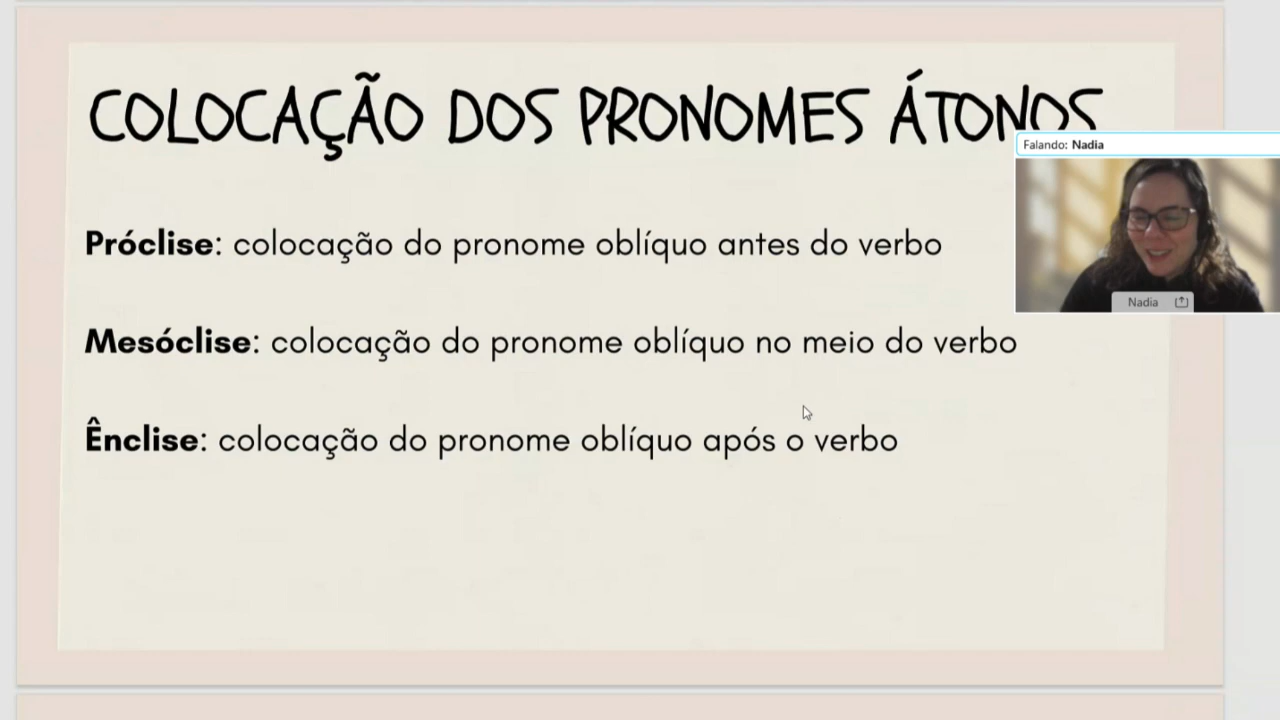 COLOCAÇÃO DOS PRONOMES ÁTONOS
Falando: Nadia
Próclise: colocação do pronome oblíquo antes do verbo
Nadia
Mesóclise: colocação do pronome oblíquo no meio do verbo
Ênclise: colocação do pronome oblíquo após o verbo